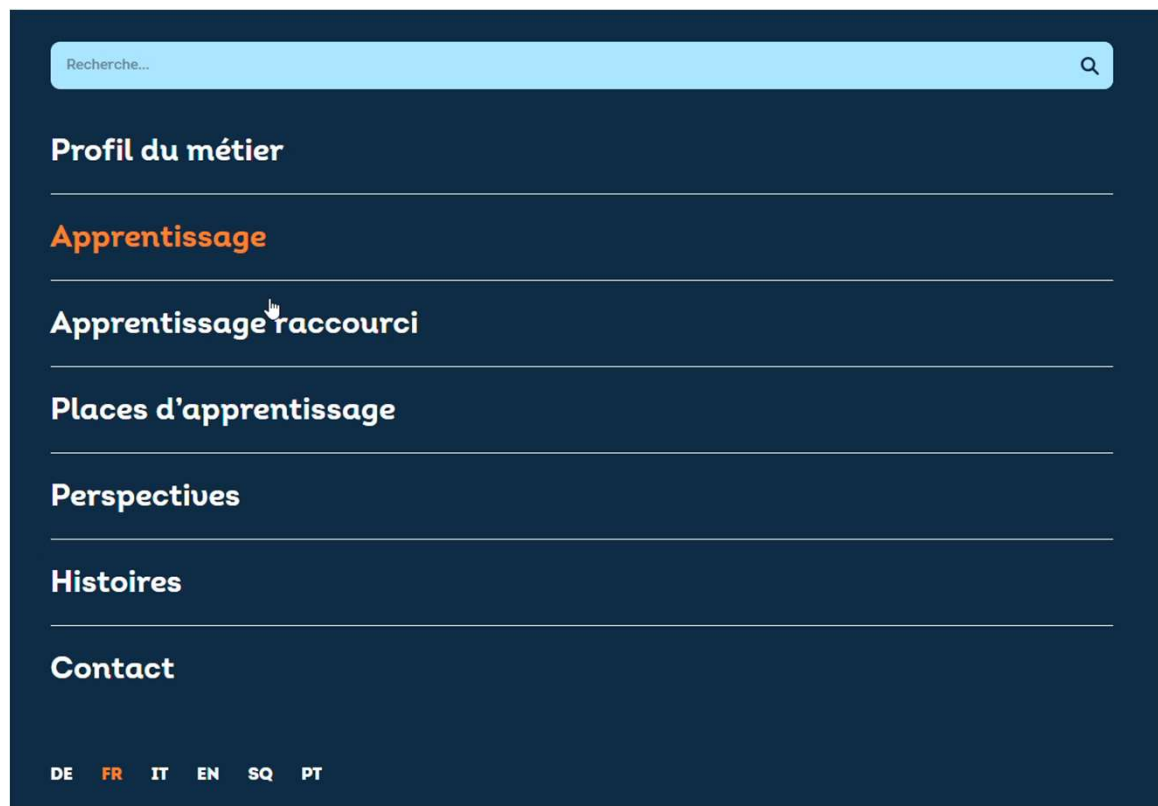 Recherche...
Profil du métier
Apprentissage
Apprentissage raccourci
Places d'apprentissage
Perspectives
Histoires
Contact
DE FR IT EN SQ PT